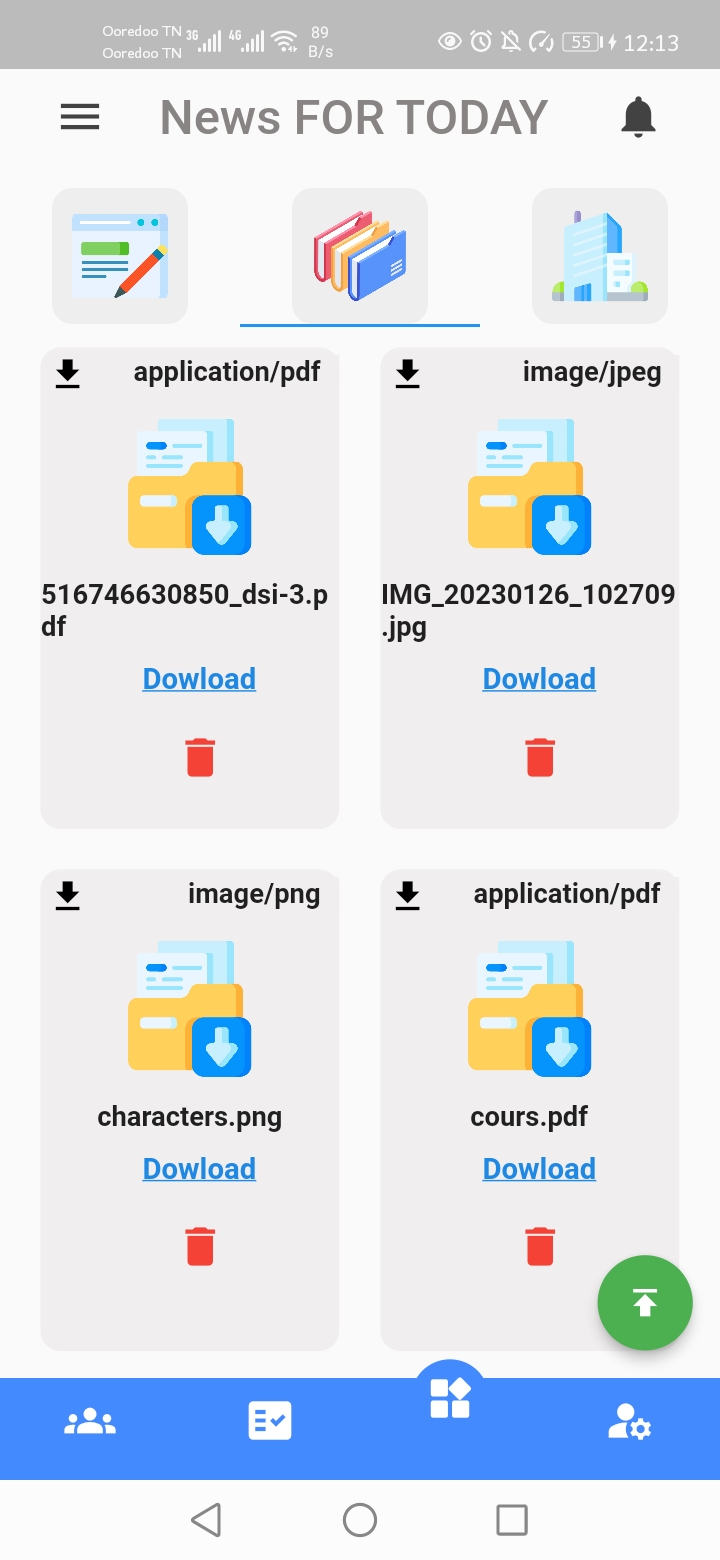 Ooredoo TN
Ooredoo TN
3G
4G
89
B/s
55
12:13
News FOR TODAY
application/pdf
516746630850_dsi-3.p
df
Dowload
image/jpeg
IMG_20230126_102709
.jpg
Dowload
image/png
characters.png
Dowload
application/pdf
cours.pdf
Dowload